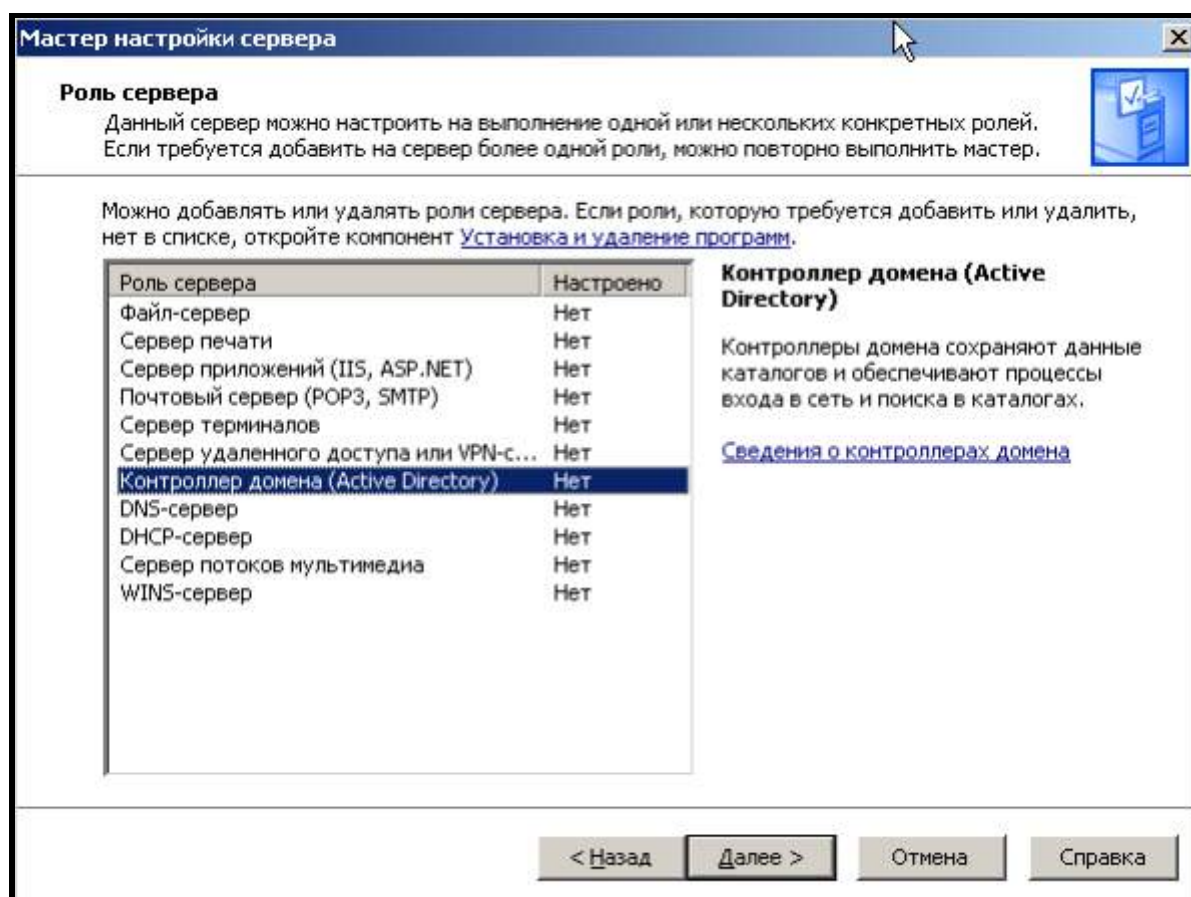 Мастер настройки сервера
Роль сервера
Данный сервер можно настроить на выполнение одной или нескольких конкретных ролей.
Если требуется добавить на сервер более одной роли, можно повторно выполнить мастер.
Можно добавлять или удалять роли сервера. Если роли, которую требуется добавить или удалить,
нет в списке, откройте компонент Установка и удаление программ.
Роль сервера Настроено
Файл-сервер Нет
Сервер печати Нет
Сервер приложений (IIS, ASP.NET) Нет
Почтовый сервер (POP3, SMTP) Нет
Сервер терминалов Нет
Сервер удаленного доступа или VPN-с... Нет
Контроллер домена (Active Directory) Нет
DNS-сервер Нет
DHCP-сервер Нет
Сервер потоков мультимедиа Нет
WINS-сервер Нет
Контроллер домена (Active
Directory)
Контроллеры домена сохраняют данные
каталогов и обеспечивают процессы
входа в сеть и поиска в каталогах.
Сведения о контроллерах домена
< Назад Далее > Отмена Справка